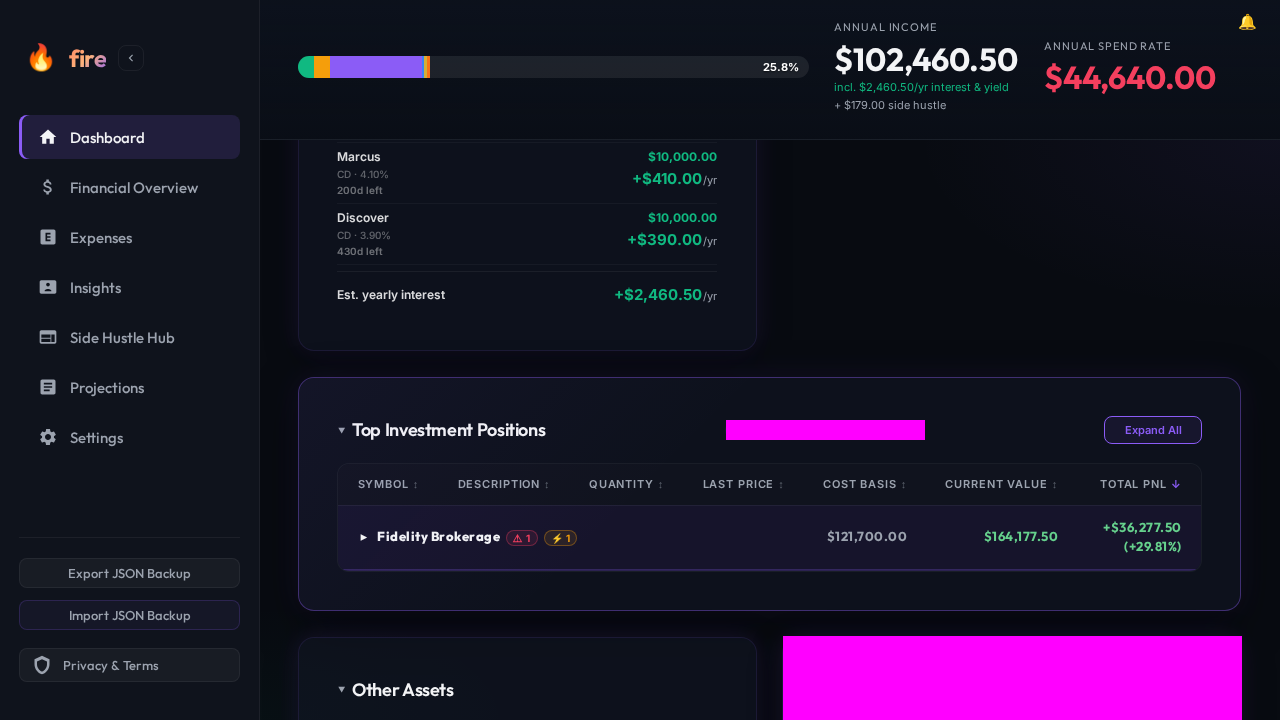 fire
Dashboard
Financial Overview
Expenses
Insights
Side Hustle Hub
Projections
Settings
Export JSON Backup
Import JSON Backup
Privacy & Terms
25.8%
ANNUAL INCOME
$102,460.50
incl. $2,460.50/yr interest & yield
+ $179.00 side hustle
ANNUAL SPEND RATE
$44,640.00
Marcus
$10,000.00
CD · 4.10%
+$410.00/yr
200d left
Discover
$10,000.00
CD · 3.90%
+$390.00/yr
430d left
Est. yearly interest
+$2,460.50/yr
Top Investment Positions
Expand All
SYMBOL ↕ DESCRIPTION ↕ QUANTITY ↕ LAST PRICE ↕ COST BASIS ↕ CURRENT VALUE ↕ TOTAL PNL ↓
Fidelity Brokerage ⚠ 1 ⚡ 1 $121,700.00 $164,177.50 +$36,277.50
(+29.81%)
Other Assets